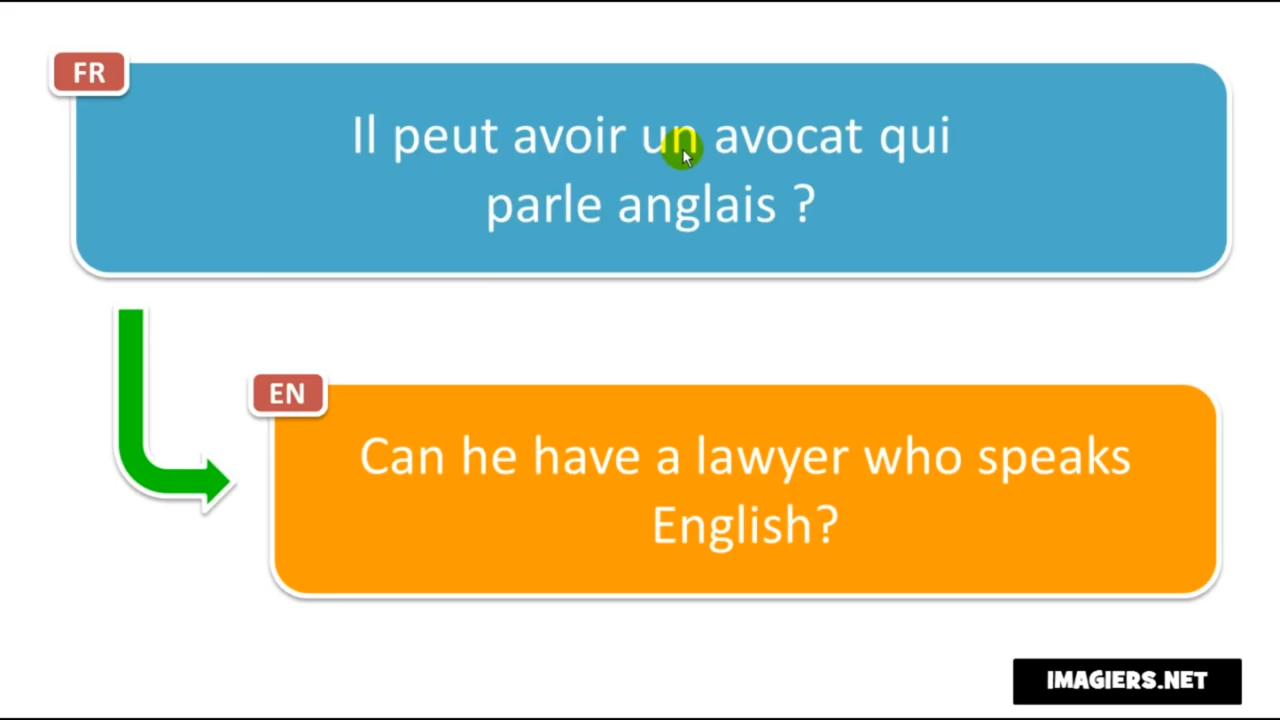 FR
Il peut avoir un avocat qui
parle anglais ?
EN
Can he have a lawyer who speaks
English?
IMAGIERS.NET